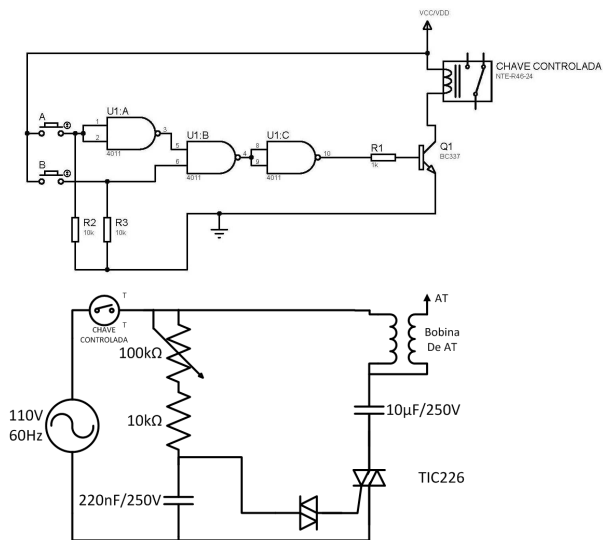 VCC/VDD
CHAVE CONTROLADA
NTE-R46-24
A
U1:A
1
2
3
4011
U1:B
5
6
4
4011
U1:C
8
9
10
4011
R1
1k
Q1
BC337
B
R2
10k
R3
10k
T
T
CHAVE
CONTROLADA
AT
Bobina
De AT
100kΩ
110V
60Hz
10kΩ
10μF/250V
TIC226
220nF/250V